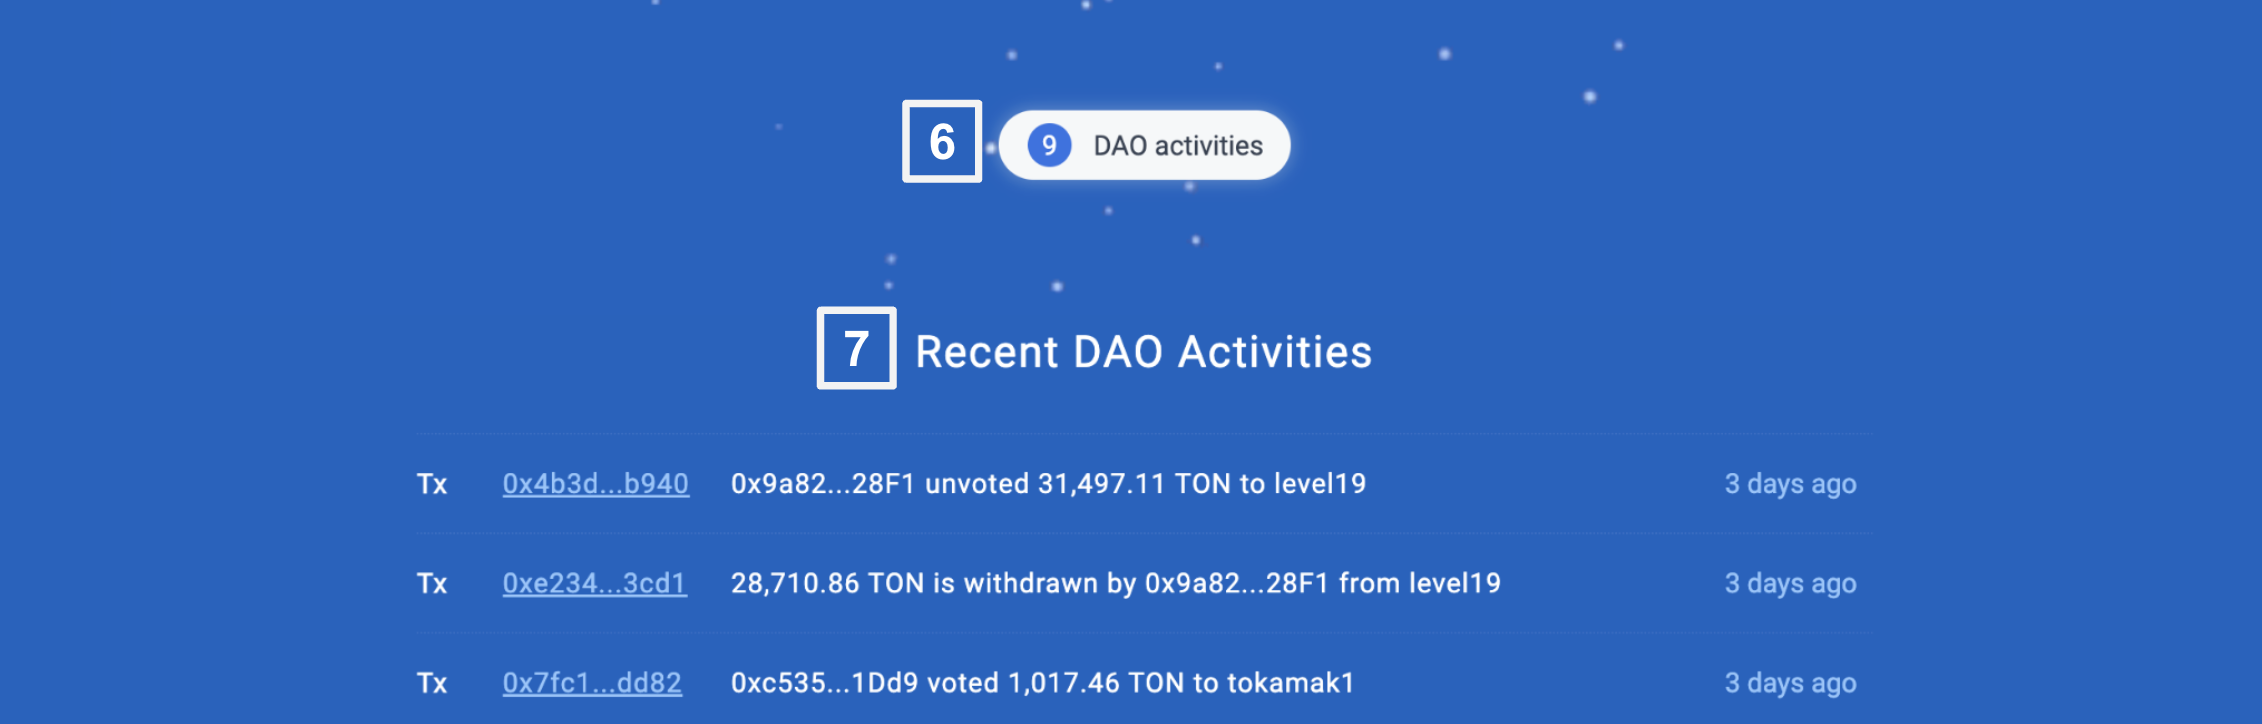 6 9 DAO activities
7 Recent DAO Activities
Tx 0x4b3d...b940 0x9a82...28F1 unvoted 31,497.11 TON to level19 3 days ago
Tx 0xe234...3cd1 28,710.86 TON is withdrawn by 0x9a82...28F1 from level19 3 days ago
Tx 0x7fc1...dd82 0xc535...1Dd9 voted 1,017.46 TON to tokamak1 3 days ago